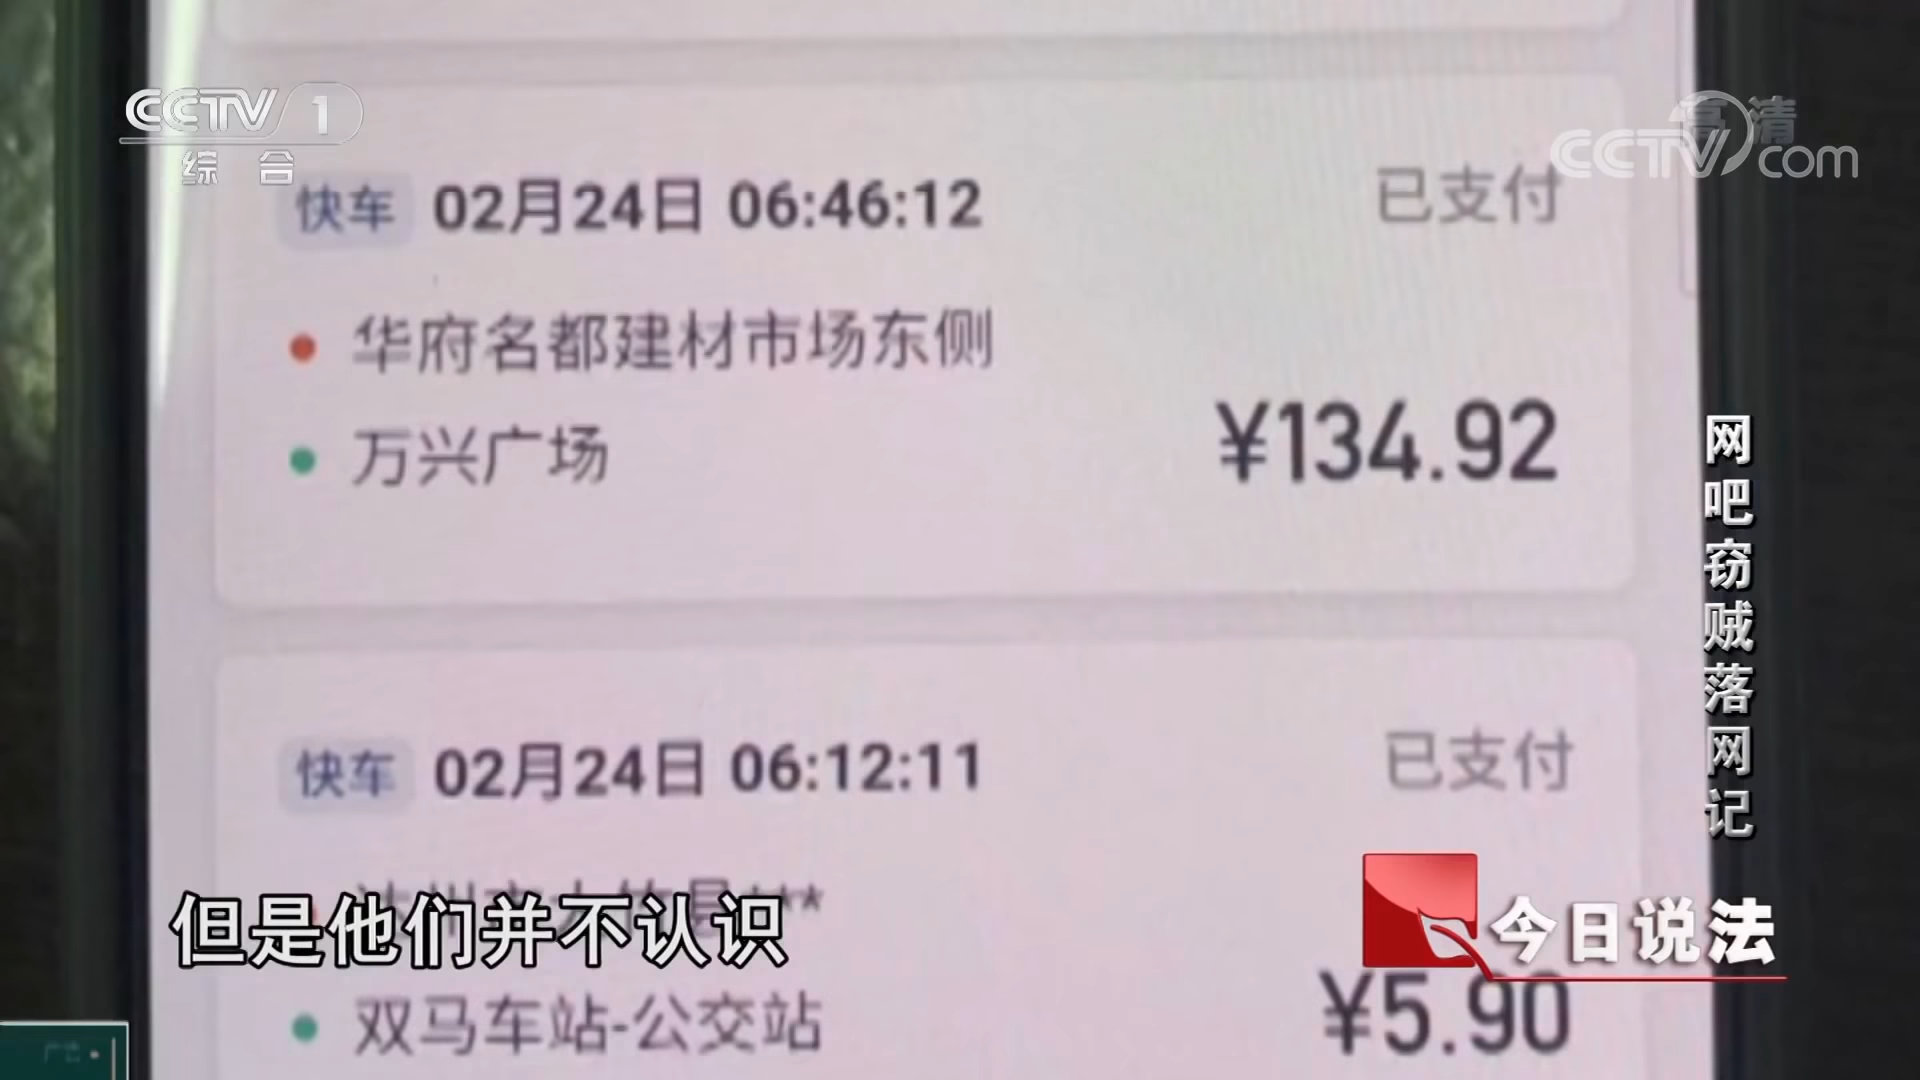 CCTV 1
综合
高清
CCTV com
快车 02月24日 06:46:12 已支付
华府名都建材市场东侧
万兴广场
¥134.92
快车 02月24日 06:12:11 已支付
但是他们并不认识
双马车站-公交站
¥5.90
网吧窃贼落网记
今日说法